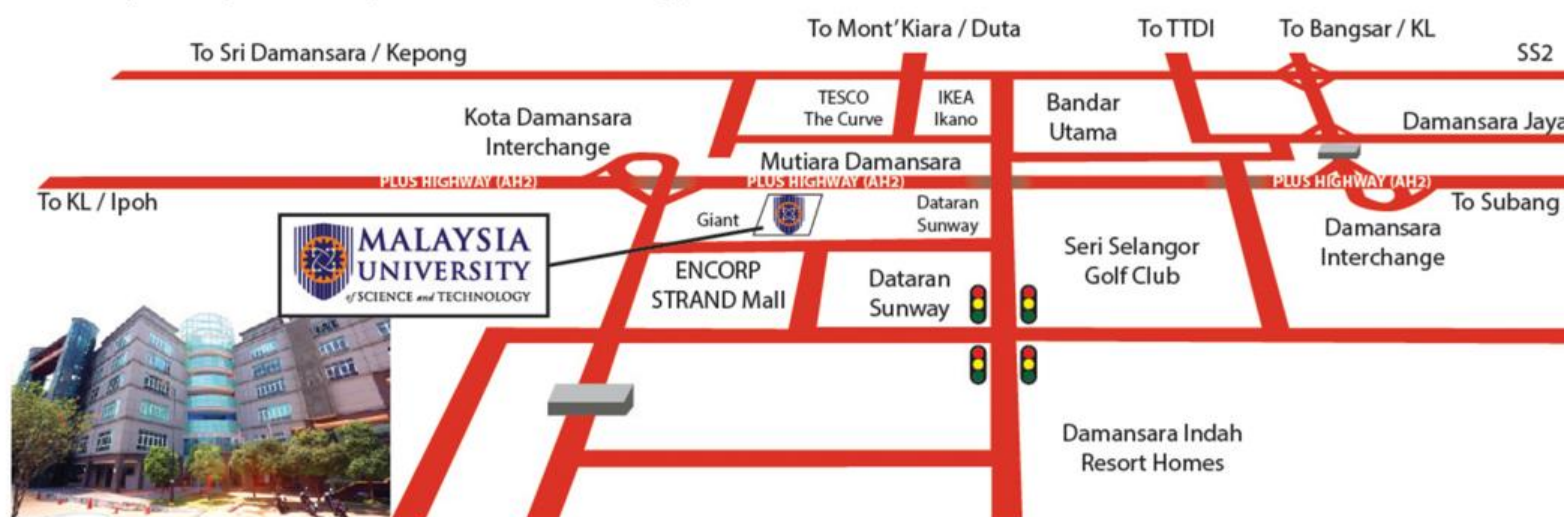 To Mont'Kiara / Duta
To TTDI
To Bangsar / KL
To Sri Damansara / Kepong
SS2
TESCO
The Curve
IKEA
Ikano
Bandar
Utama
Kota Damansara
Interchange
Damansara Jaya
Mutiara Damansara
PLUS HIGHWAY (AH2)
PLUS HIGHWAY (AH2)
PLUS HIGHWAY (AH2)
To KL / Ipoh
To Subang
Giant
Dataran
Sunway
Damansara
Interchange
MALAYSIA
UNIVERSITY
of SCIENCE and TECHNOLOGY
ENCORP
STRAND Mall
Dataran
Sunway
Seri Selangor
Golf Club
Damansara Indah
Resort Homes